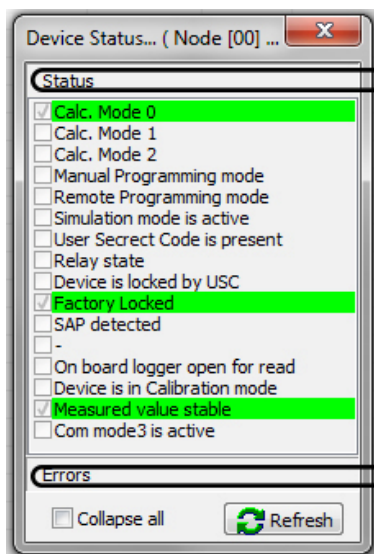 Device Status... ( Node [00] ...
Status
Calc. Mode 0
Calc. Mode 1
Calc. Mode 2
Manual Programming mode
Remote Programming mode
Simulation mode is active
User Secrect Code is present
Relay state
Device is locked by USC
Factory Locked
SAP detected
-
On board logger open for read
Device is in Calibration mode
Measured value stable
Com mode3 is active
Errors
Collapse all
Refresh